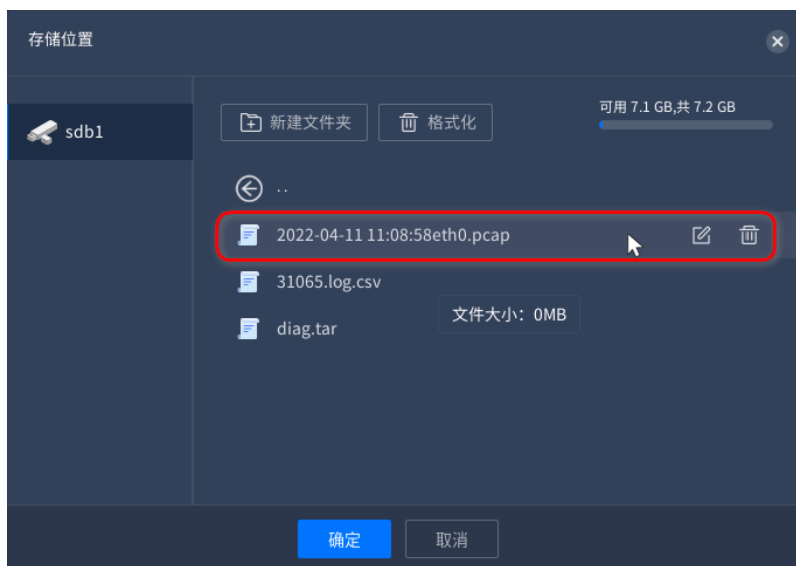 存储位置
sdb1
新建文件夹
格式化
可用 7.1 GB,共 7.2 GB
..
2022-04-11 11:08:58eth0.pcap
31065.log.csv
文件大小：0MB
diag.tar
确定
取消